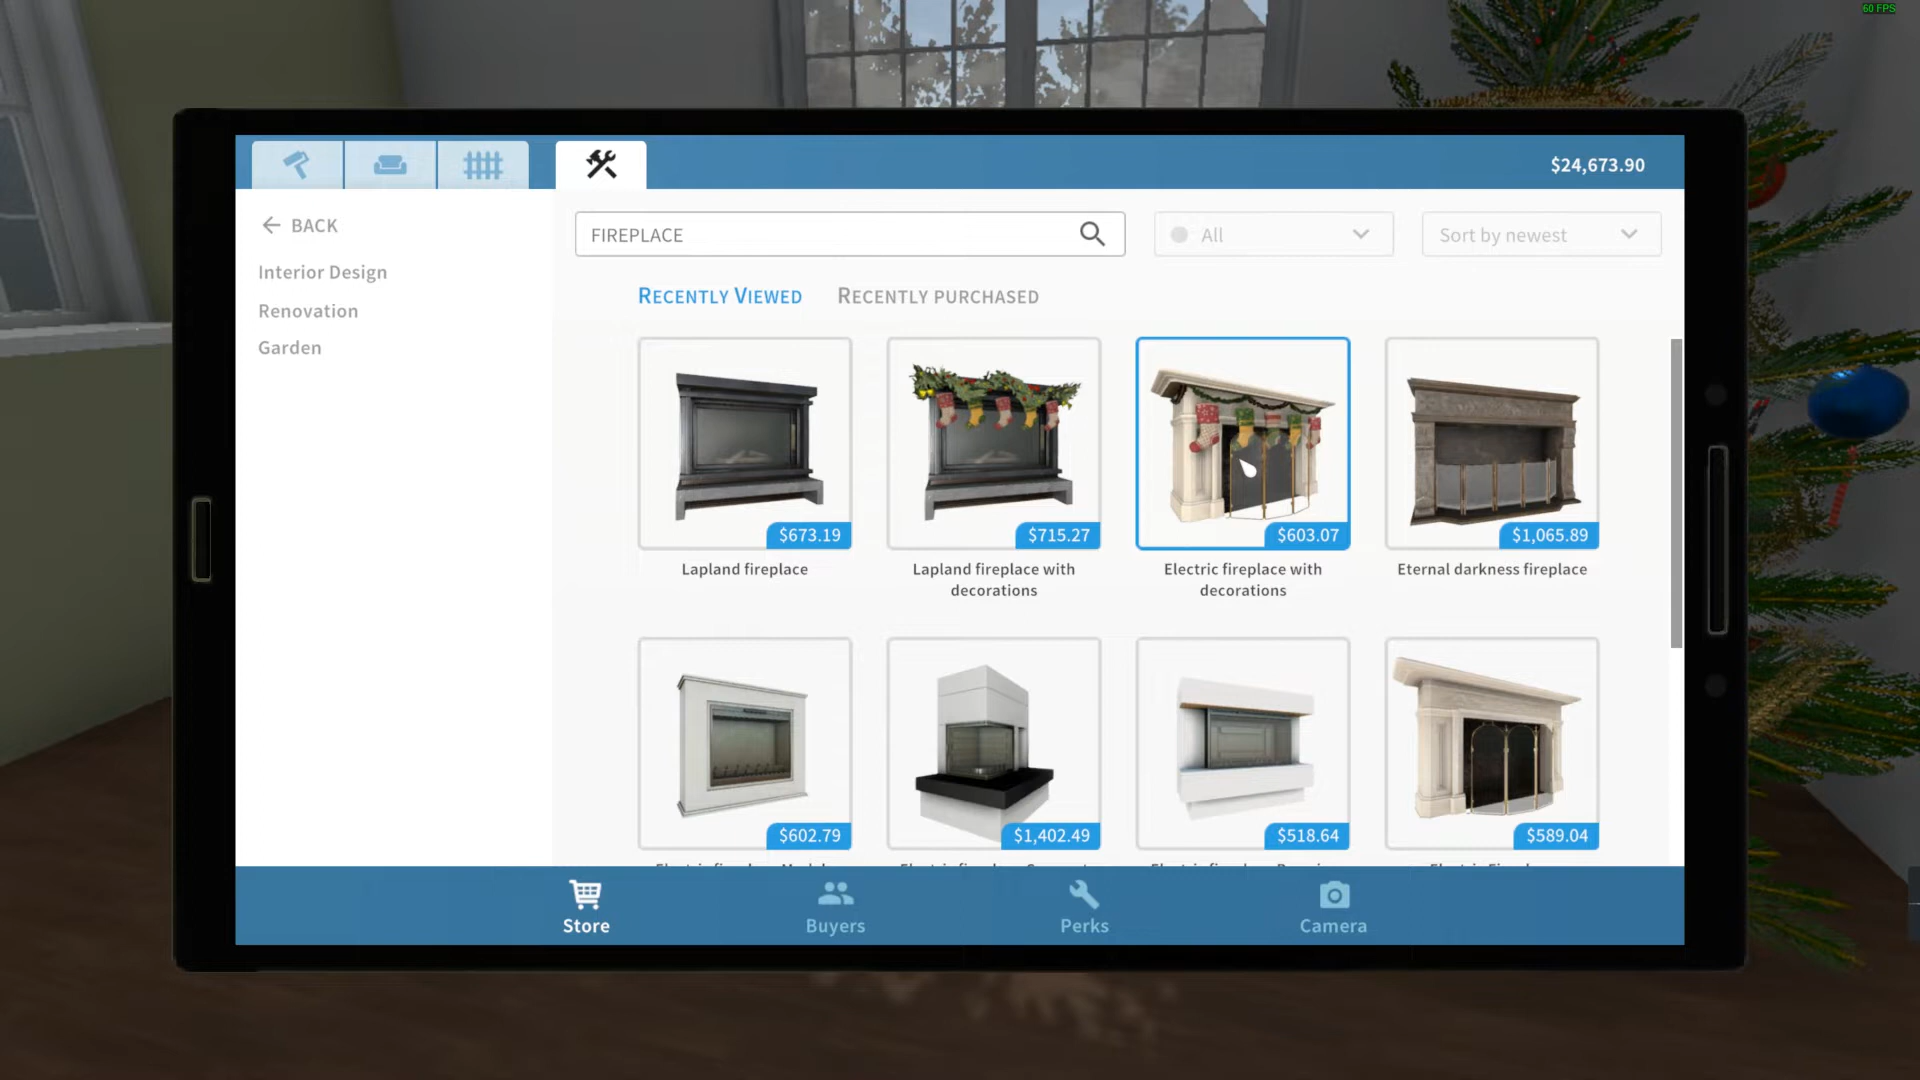 60 FPS
$24,673.90
BACK
FIREPLACE
All
Sort by newest
Interior Design
Renovation
Garden
RECENTLY VIEWED
RECENTLY PURCHASED
$673.19
$715.27
$603.07
$1,065.89
Lapland fireplace
Lapland fireplace with
decorations
Electric fireplace with
decorations
Eternal darkness fireplace
$602.79
$1,402.49
$518.64
$589.04
Store
Buyers
Perks
Camera